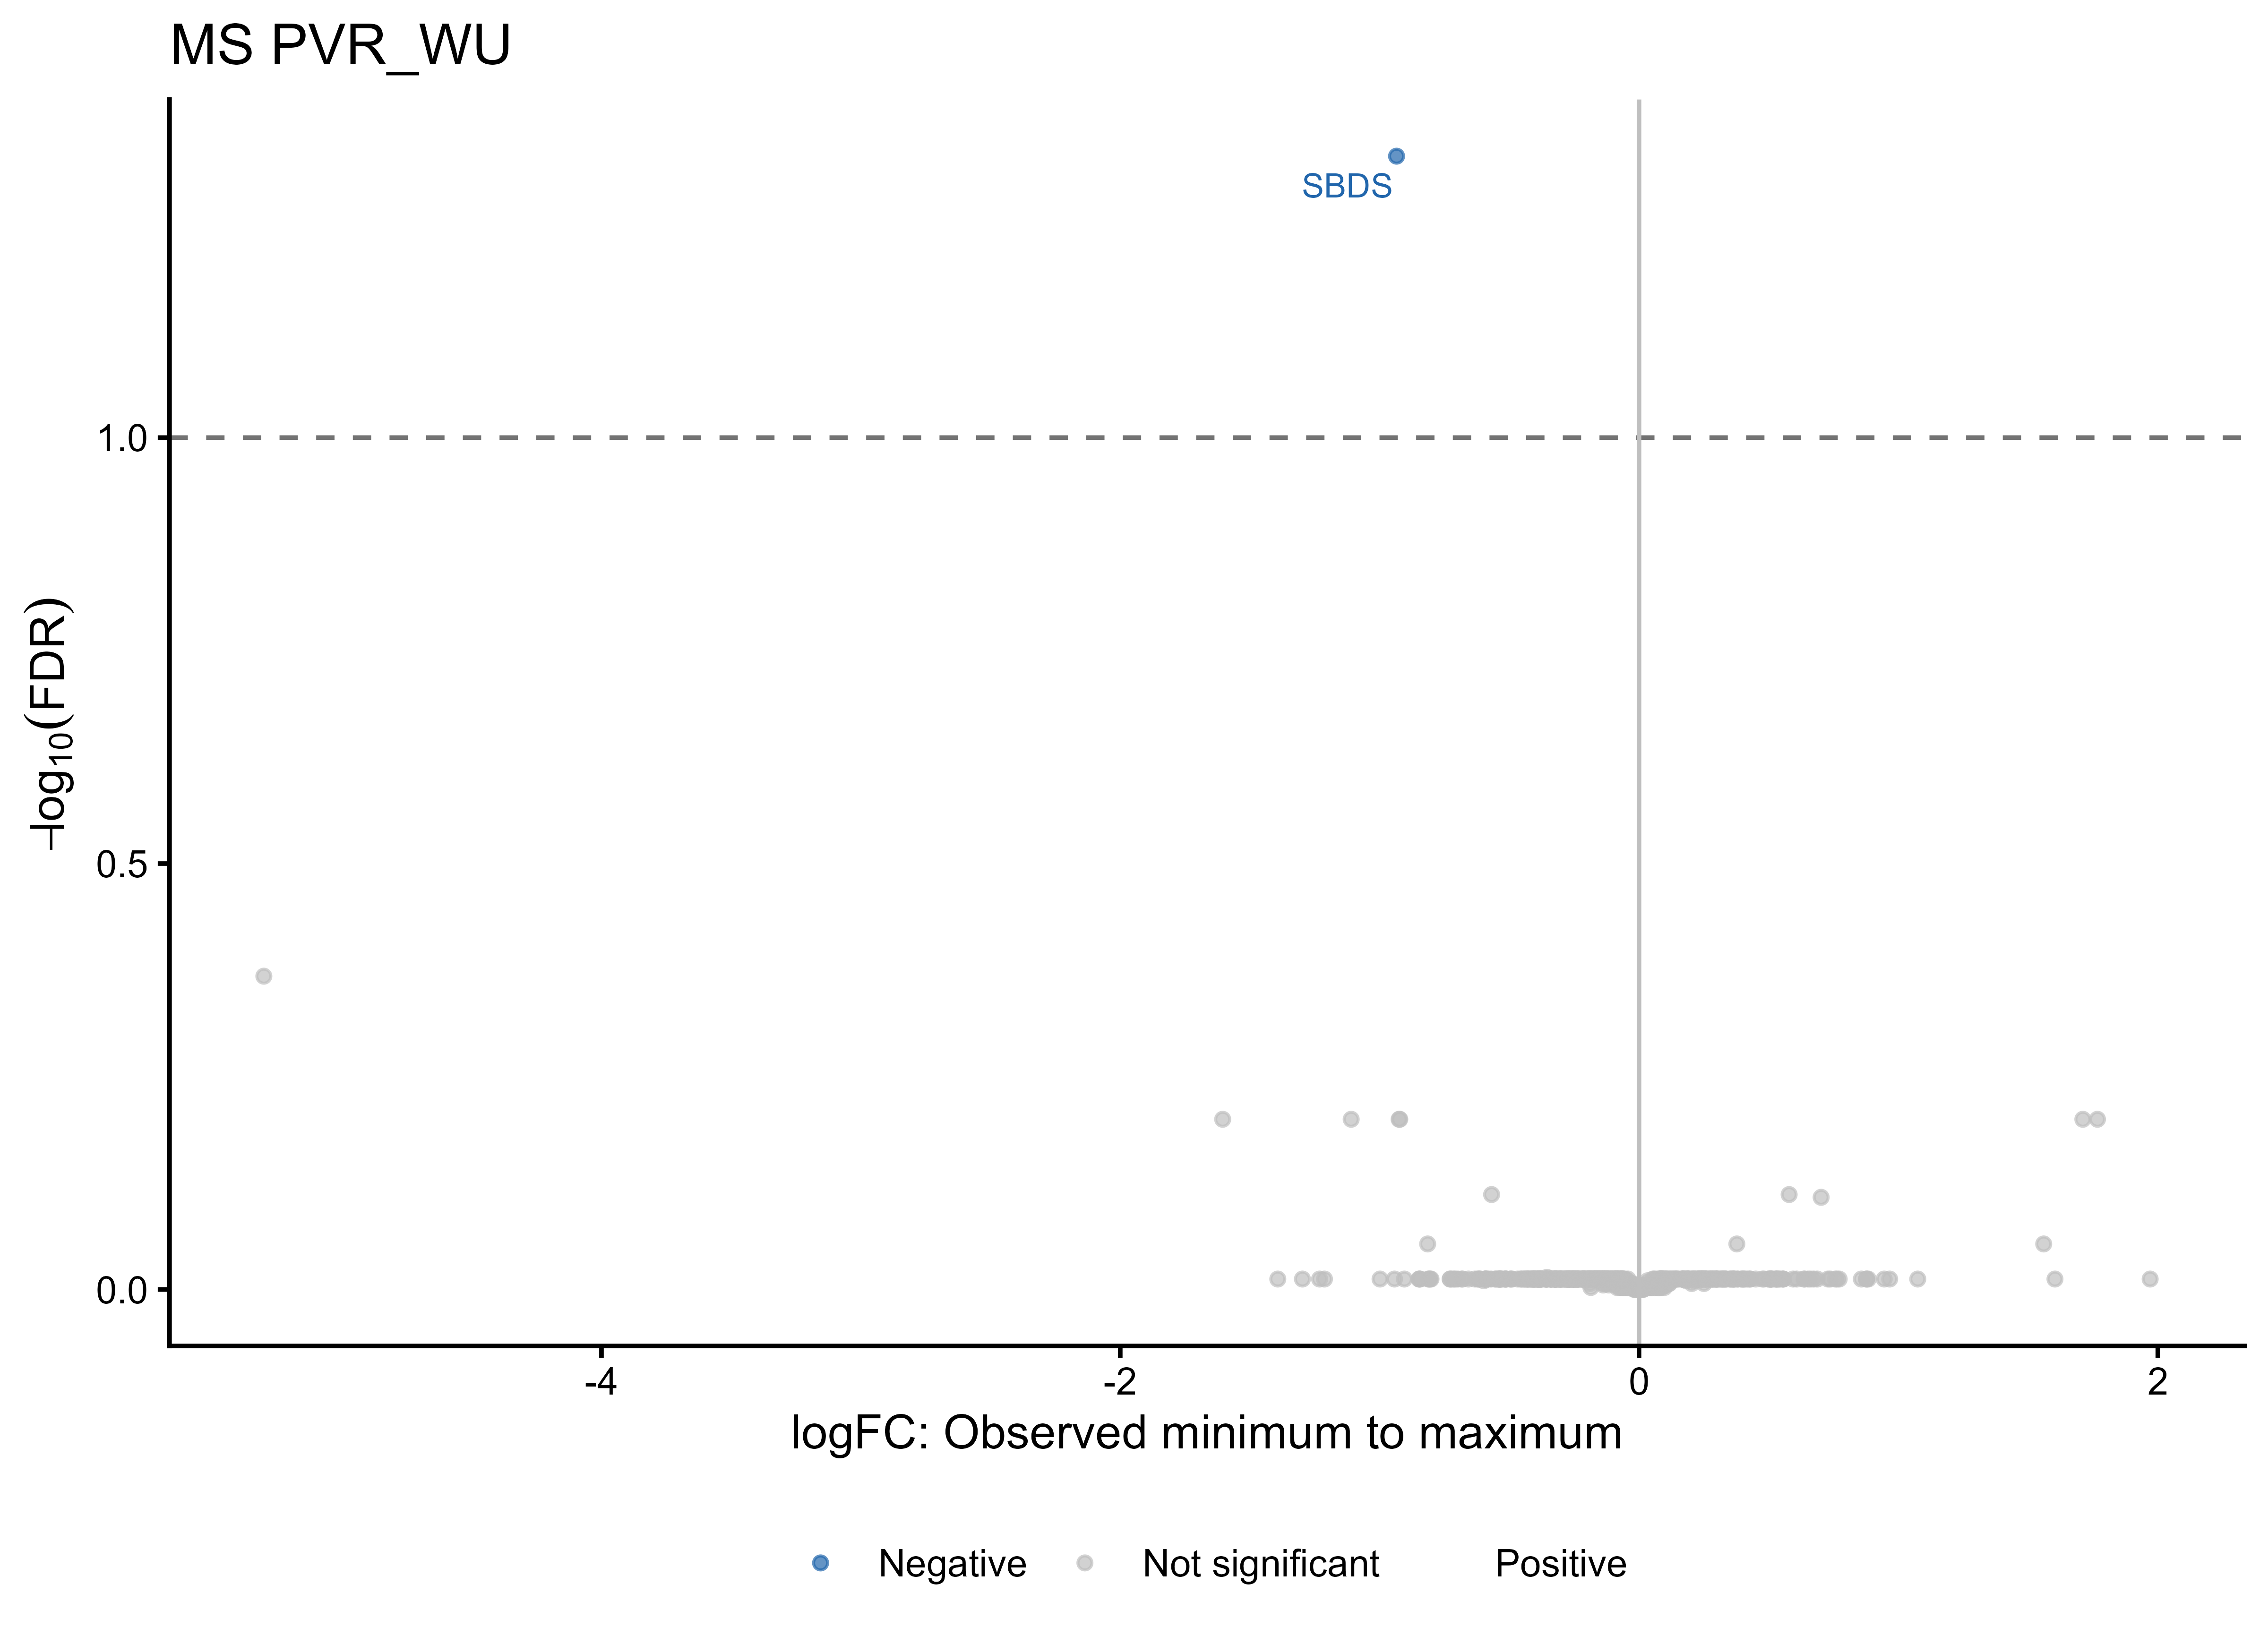 MS PVR_WU
SBDS
1.0
0.5
0.0
−log10(FDR)
-4 -2 0 2
logFC: Observed minimum to maximum
Negative Not significant Positive